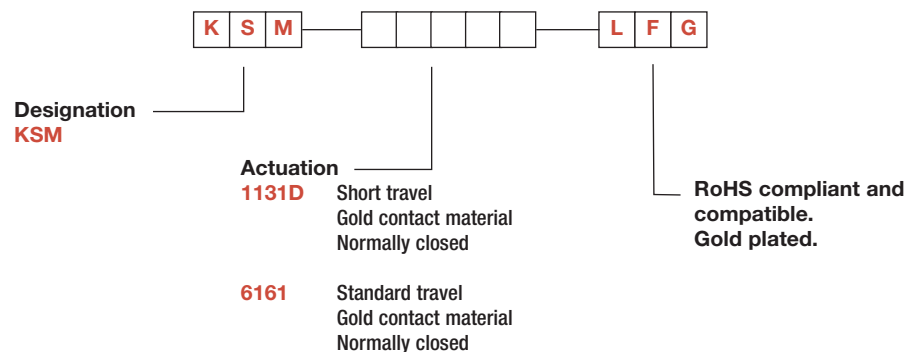 K S M L F G
Designation
KSM
Actuation
1131D Short travel
Gold contact material
Normally closed
6161 Standard travel
Gold contact material
Normally closed
RoHS compliant and
compatible.
Gold plated.